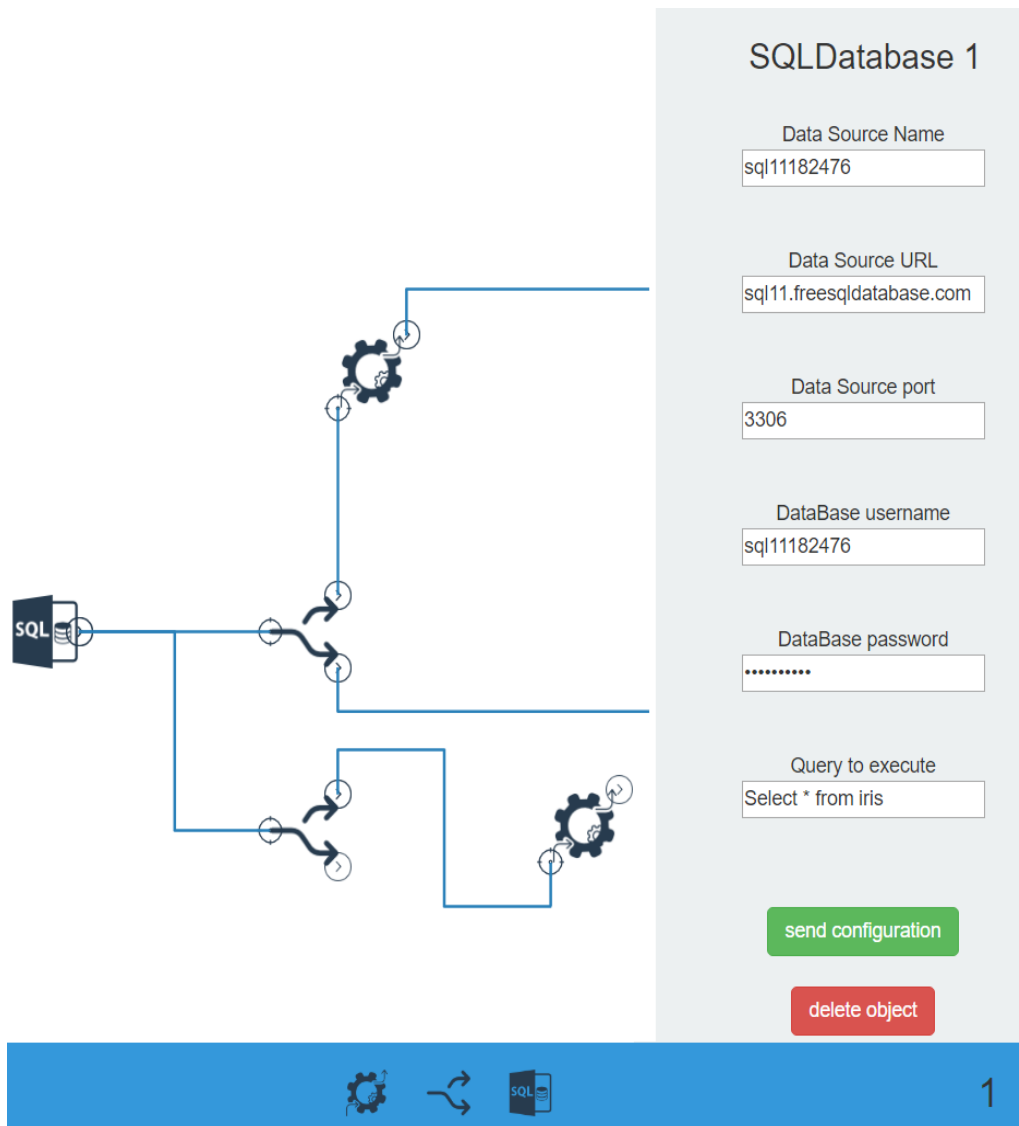 SQLDatabase 1
Data Source Name
sql11182476
Data Source URL
sql11.freesqldatabase.com
Data Source port
3306
DataBase username
sql11182476
DataBase password
••••••••••
Query to execute
Select * from iris
send configuration
delete object
SQL
SQL
1